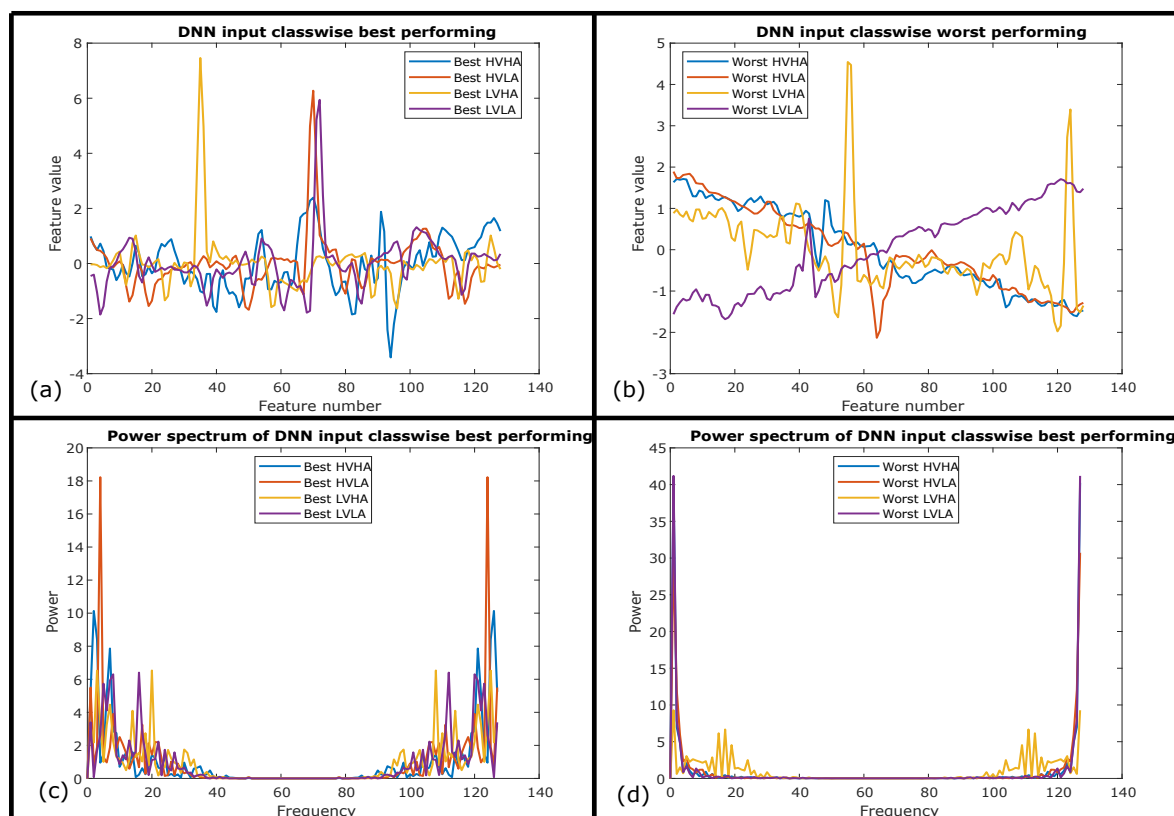 DNN input classwise best performing
8
6
4
2
0
-2
-4
Feature value
Best HVHA
Best HVLA
Best LVHA
Best LVLA
0 20 40 60 80 100 120 140
Feature number
(a)
DNN input classwise worst performing
5
4
3
2
1
0
-1
-2
-3
Feature value
Worst HVHA
Worst HVLA
Worst LVHA
Worst LVLA
0 20 40 60 80 100 120 140
Feature number
(b)
Power spectrum of DNN input classwise best performing
20
18
16
14
12
10
8
6
4
2
0
Power
Best HVHA
Best HVLA
Best LVHA
Best LVLA
0 20 40 60 80 100 120 140
Frequency
(c)
Power spectrum of DNN input classwise best performing
45
40
35
30
25
20
15
10
5
0
Power
Worst HVHA
Worst HVLA
Worst LVHA
Worst LVLA
0 20 40 60 80 100 120 140
Frequency
(d)